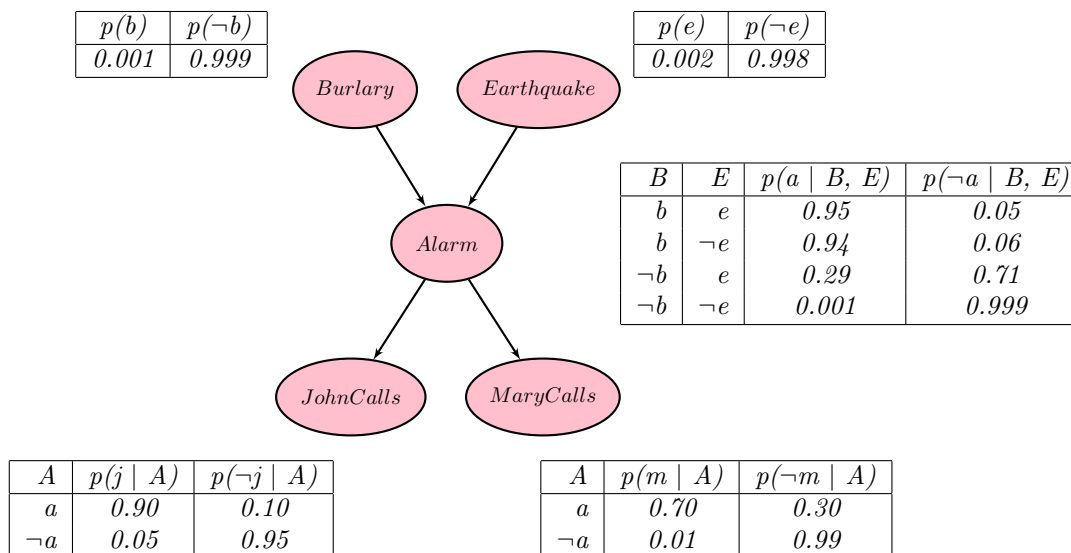 p(b) p(¬b)
0.001 0.999
p(e) p(¬e)
0.002 0.998
Burlary
Earthquake
B E p(a | B, E) p(¬a | B, E)
b e 0.95 0.05
b ¬e 0.94 0.06
¬b e 0.29 0.71
¬b ¬e 0.001 0.999
Alarm
JohnCalls
MaryCalls
A p(j | A) p(¬j | A)
a 0.90 0.10
¬a 0.05 0.95
A p(m | A) p(¬m | A)
a 0.70 0.30
¬a 0.01 0.99